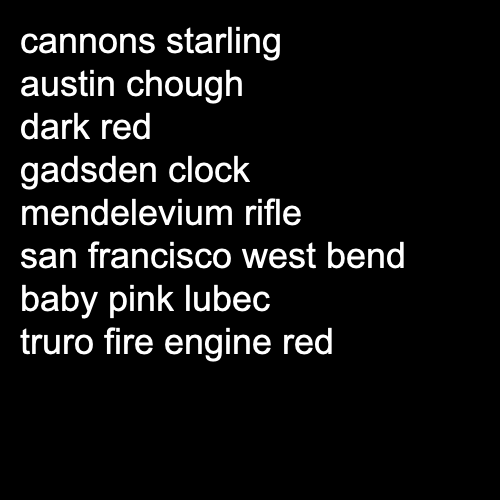 cannons starling
austin chough
dark red
gadsden clock
mendelevium rifle
san francisco west bend
baby pink lubec
truro fire engine red